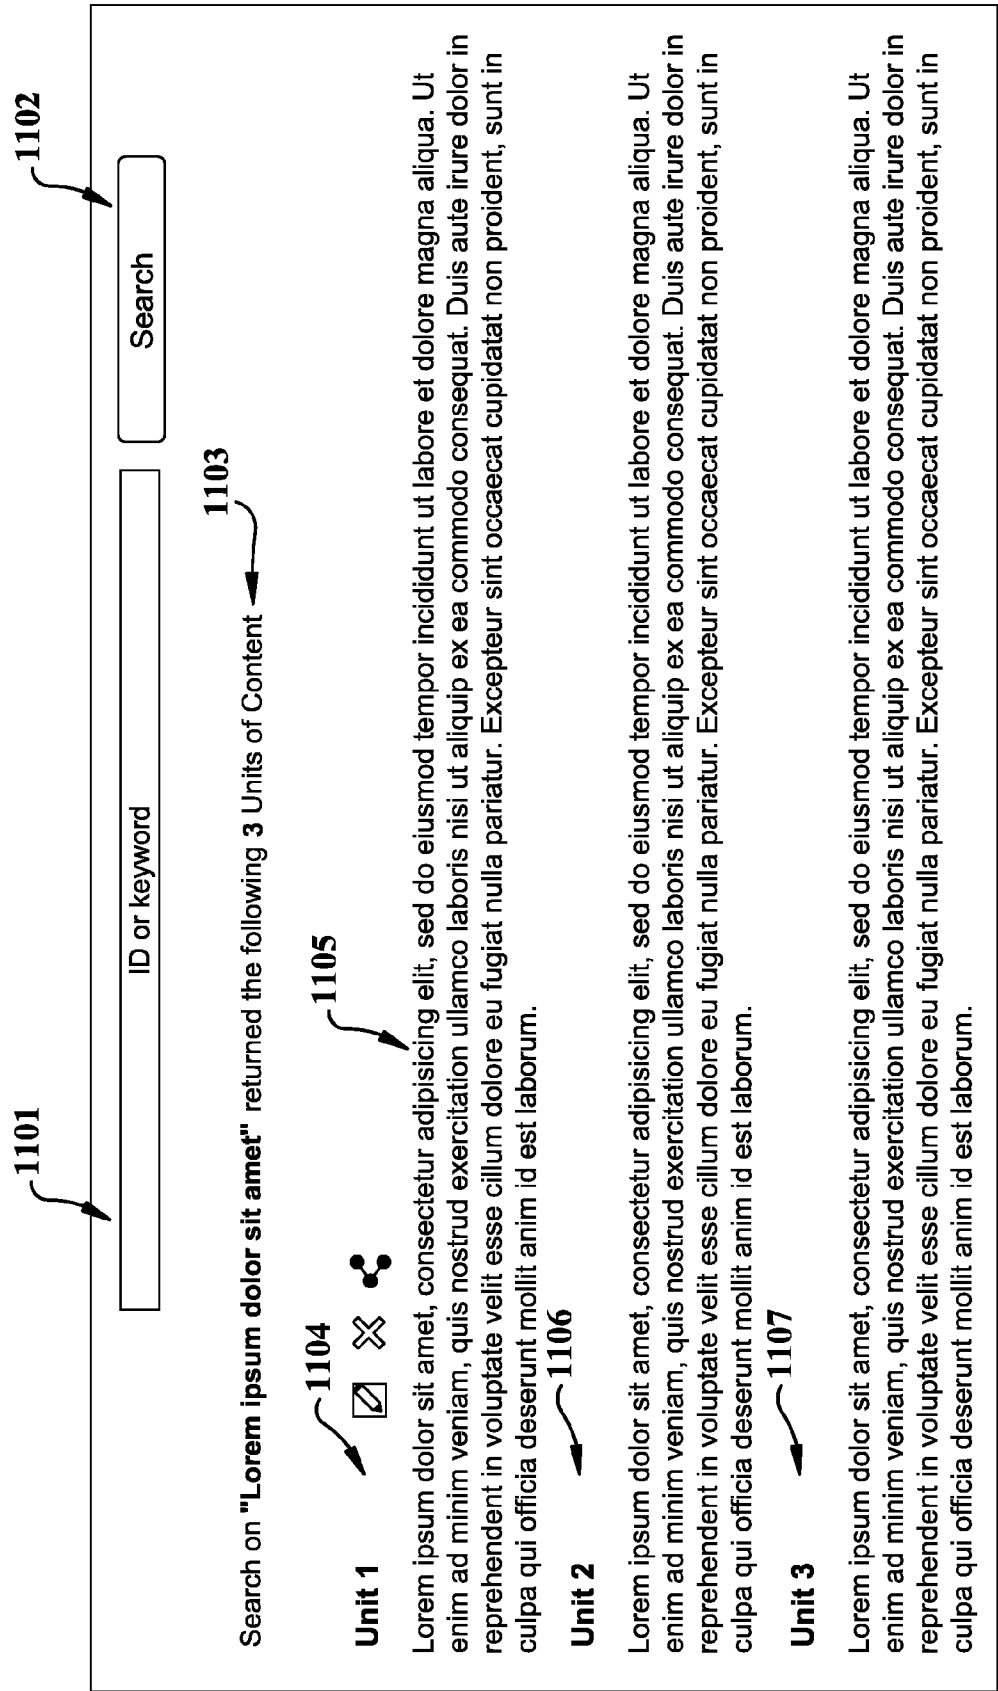 1101
1102
ID or keyword
Search
1103
Search on "Lorem ipsum dolor sit amet" returned the following 3 Units of Content
1104
1105
Unit 1
Lorem ipsum dolor sit amet, consectetur adipisicing elit, sed do eiusmod tempor incididunt ut labore et dolore magna aliqua. Ut
enim ad minim veniam, quis nostrud exercitation ullamco laboris nisi ut aliquip ex ea commodo consequat. Duis aute irure dolor in
reprehendent in voluptate velit esse cillum dolore eu fugiat nulla pariatur. Excepteur sint occaecat cupidatat non proident, sunt in
culpa qui officia deserunt mollit anim id est laborum.
1106
Unit 2
Lorem ipsum dolor sit amet, consectetur adipisicing elit, sed do eiusmod tempor incididunt ut labore et dolore magna aliqua. Ut
enim ad minim veniam, quis nostrud exercitation ullamco laboris nisi ut aliquip ex ea commodo consequat. Duis aute irure dolor in
reprehendent in voluptate velit esse cillum dolore eu fugiat nulla pariatur. Excepteur sint occaecat cupidatat non proident, sunt in
culpa qui officia deserunt mollit anim id est laborum.
1107
Unit 3
Lorem ipsum dolor sit amet, consectetur adipisicing elit, sed do eiusmod tempor incididunt ut labore et dolore magna aliqua. Ut
enim ad minim veniam, quis nostrud exercitation ullamco laboris nisi ut aliquip ex ea commodo consequat. Duis aute irure dolor in
reprehendent in voluptate velit esse cillum dolore eu fugiat nulla pariatur. Excepteur sint occaecat cupidatat non proident, sunt in
culpa qui officia deserunt mollit anim id est laborum.